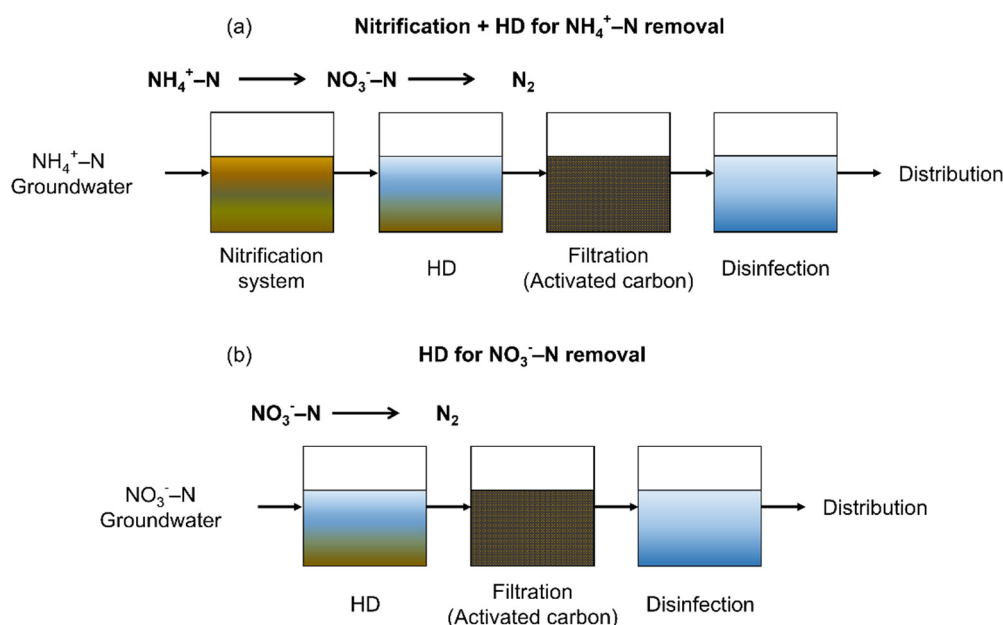 (a) Nitrification + HD for NH₄⁺–N removal
NH₄⁺–N NO₃⁻–N N₂
NH₄⁺–N
Groundwater
Distribution
Nitrification
system
HD
Filtration
(Activated carbon)
Disinfection
(b) HD for NO₃⁻–N removal
NO₃⁻–N N₂
NO₃⁻–N
Groundwater
Distribution
HD
Filtration
(Activated carbon)
Disinfection